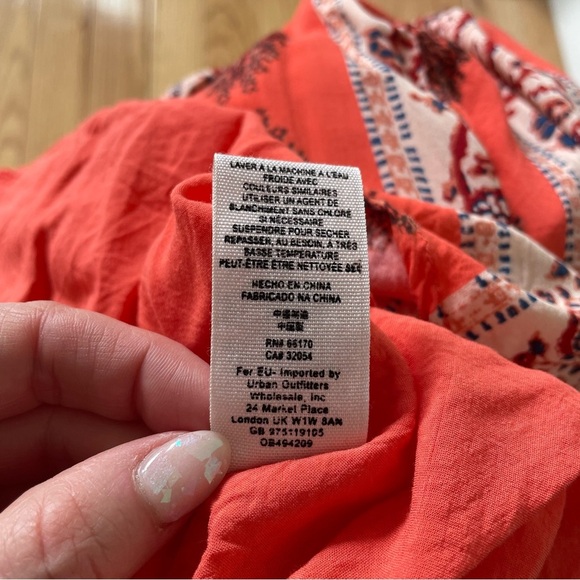 LAVER A LA MACHINE A L'EAU
FROIDE AVEC
COULEURS SIMILAIRES
UTILISER UN AGENT DE
BLANCHIMENT SANS CHLORE
SI NÉCESSAIRE
SUSPENDRE POUR SÉCHER
REPASSER, AU BESOIN, À TRÈS
BASSE TEMPÉRATURE
PEUT-ÊTRE ÊTRE NETTOYÉE SEC
HECHO EN CHINA
FABRICADO NA CHINA
中國製造
中国製
RN# 66170
CA# 32054
For EU- Imported by
Urban Outfitters
Wholesale, Inc
24 Market Place
London UK W1W 8AN
GB 975119105
OB494209